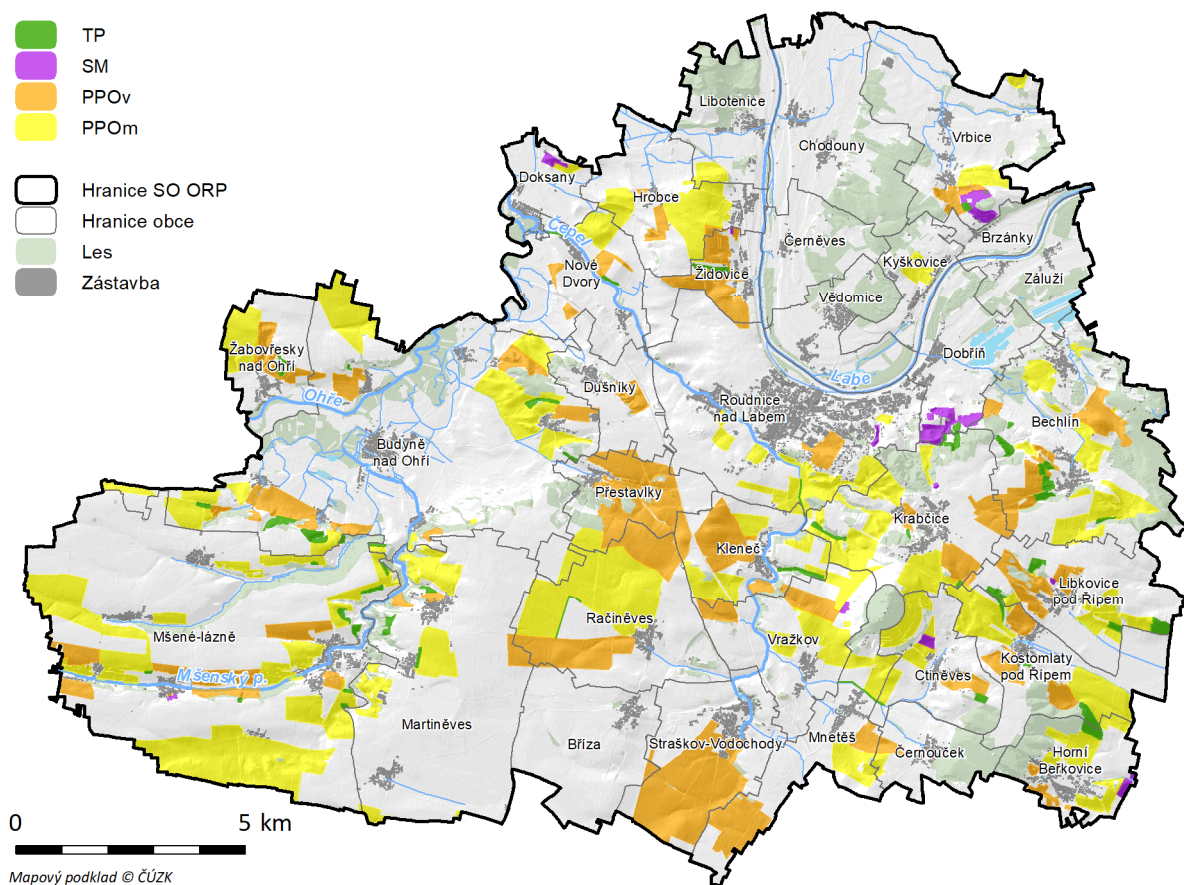 TP
SM
PPOv
PPOm
Hranice SO ORP
Hranice obce
Les
Zástavba
Libotenice
Chodouny
Vrbice
Doksany
Hrobce
Brzánky
Čepel
Černěves
Kyškovice
Nové
Dvory
Židovice
Záluží
Vědomice
Žabovřesky
nad Ohří
Dobříň
Labe
Ohře
Dušníky
Roudnice
nad Labem
Bechlín
Budyně
nad Ohří
Přestavlky
Krabčice
Kleneč
Libkovice
pod Řípem
Račiněves
Mšené-lázně
Vražkov
Kostomlaty
pod Řípem
Mšenský p.
Ctiněves
Martiněves
Bříza
Straškov-Vodochody
Mnetěš
Černouček
Horní
Beřkovice
0
5 km
Mapový podklad © ČÚZK